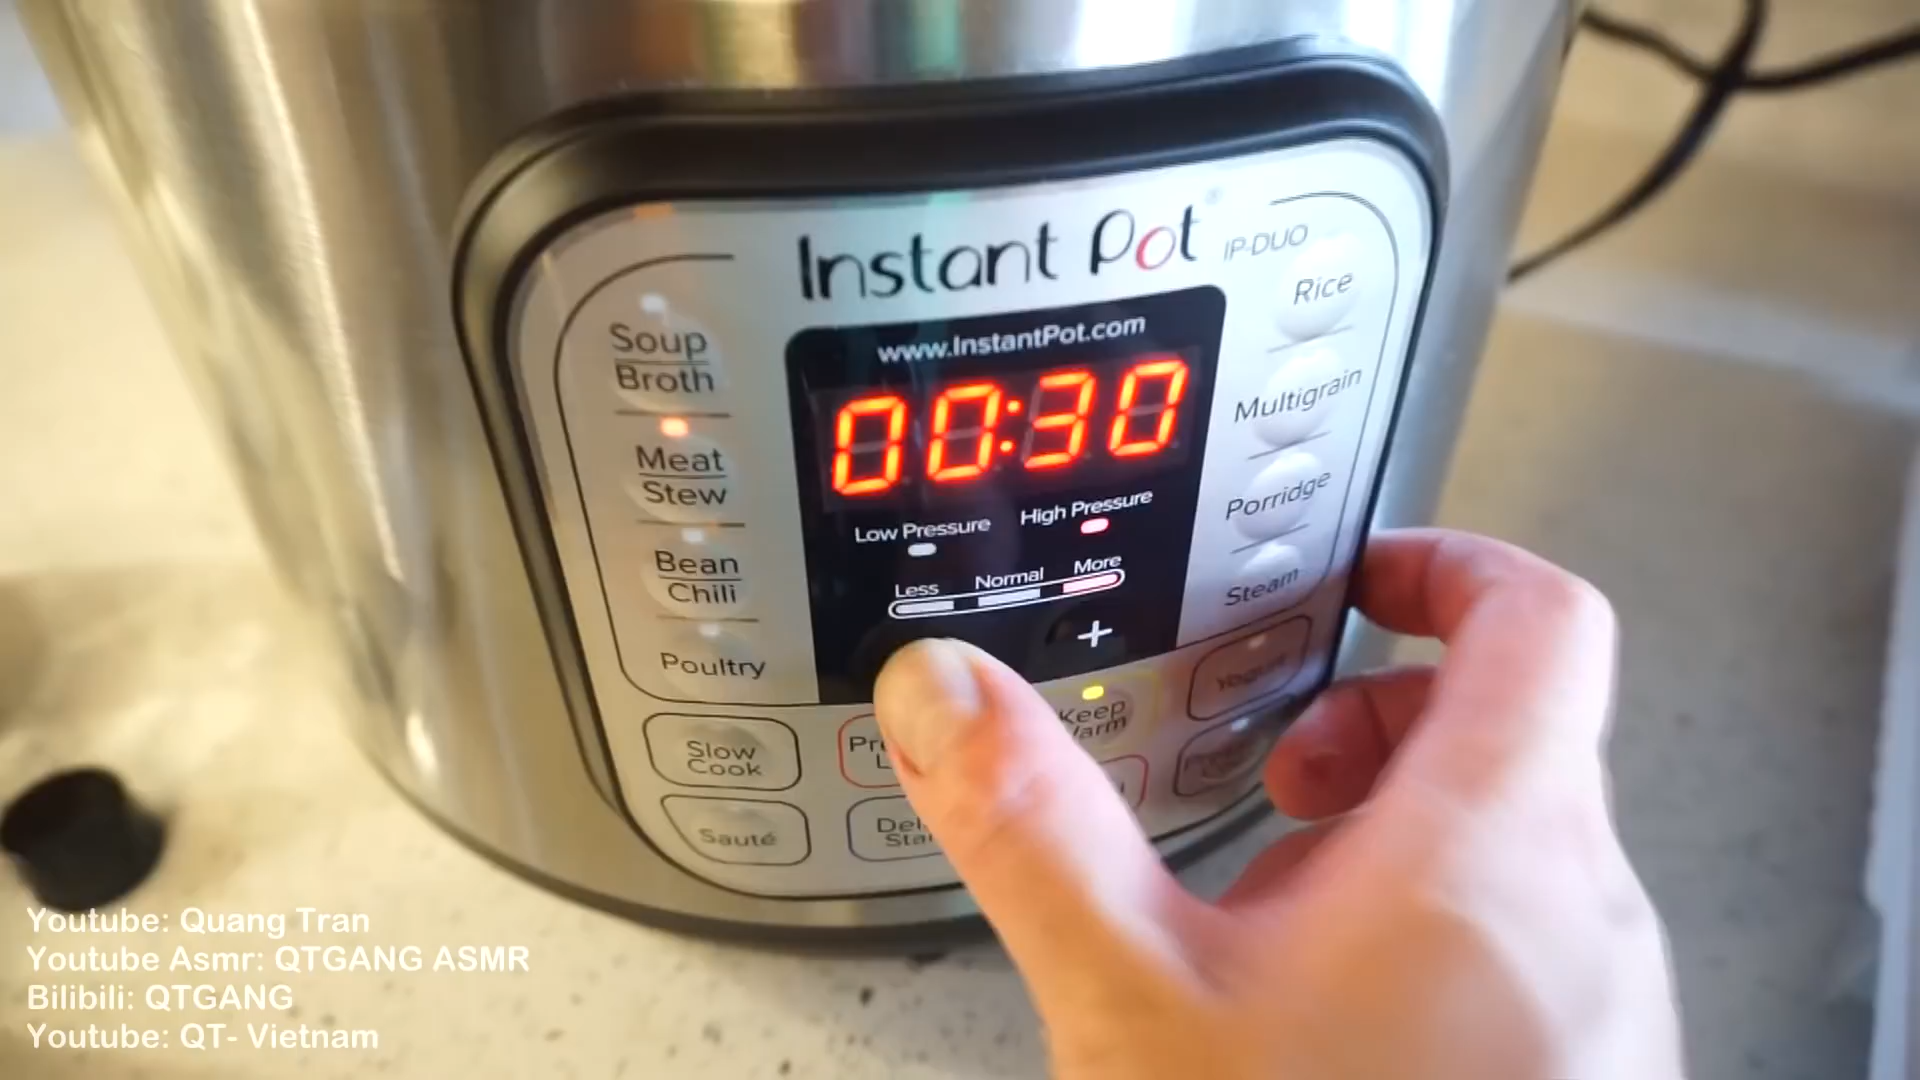 Instant Pot® IP-DUO
www.InstantPot.com
00:30
Low Pressure
High Pressure
Less
Normal
More
+
Soup
Broth
Meat
Stew
Bean
Chili
Poultry
Rice
Multigrain
Porridge
Steam
Slow
Cook
Keep
Warm
Yogurt
Sauté
Youtube: Quang Tran
Youtube Asmr: QTGANG ASMR
Bilibili: QTGANG
Youtube: QT- Vietnam